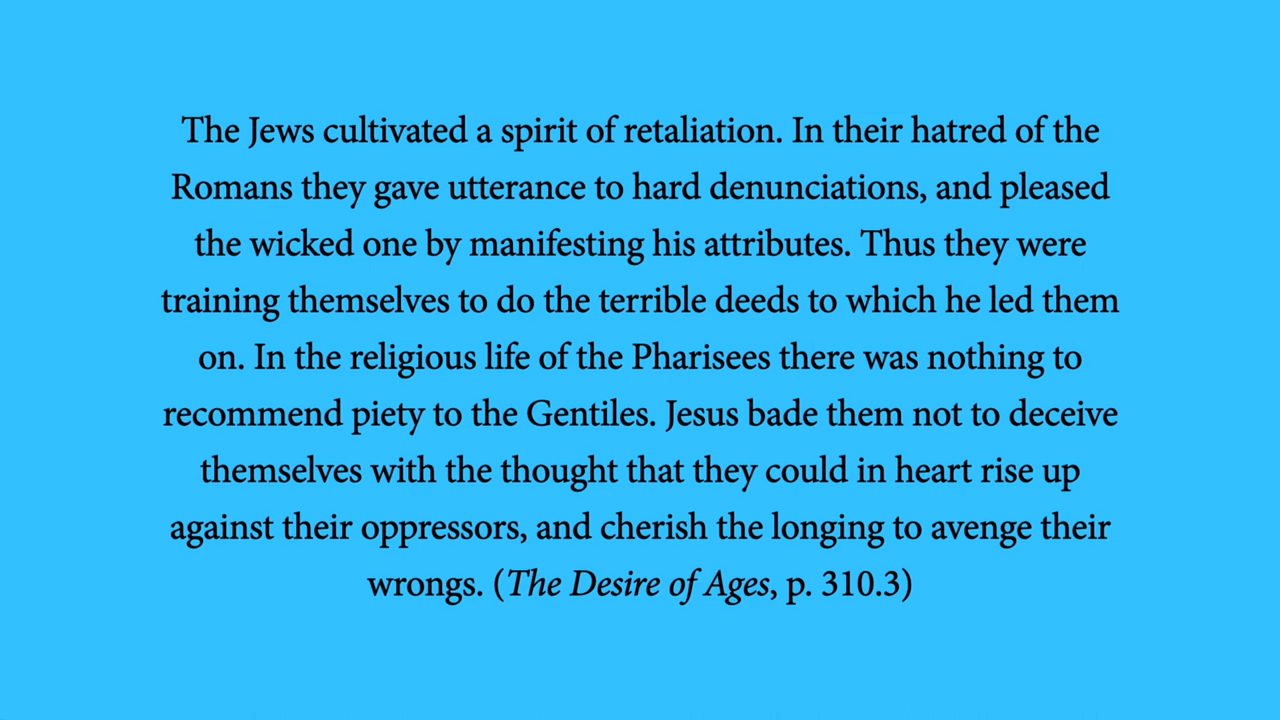 The Jews cultivated a spirit of retaliation. In their hatred of the
Romans they gave utterance to hard denunciations, and pleased
the wicked one by manifesting his attributes. Thus they were
training themselves to do the terrible deeds to which he led them
on. In the religious life of the Pharisees there was nothing to
recommend piety to the Gentiles. Jesus bade them not to deceive
themselves with the thought that they could in heart rise up
against their oppressors, and cherish the longing to avenge their
wrongs. (The Desire of Ages, p. 310.3)